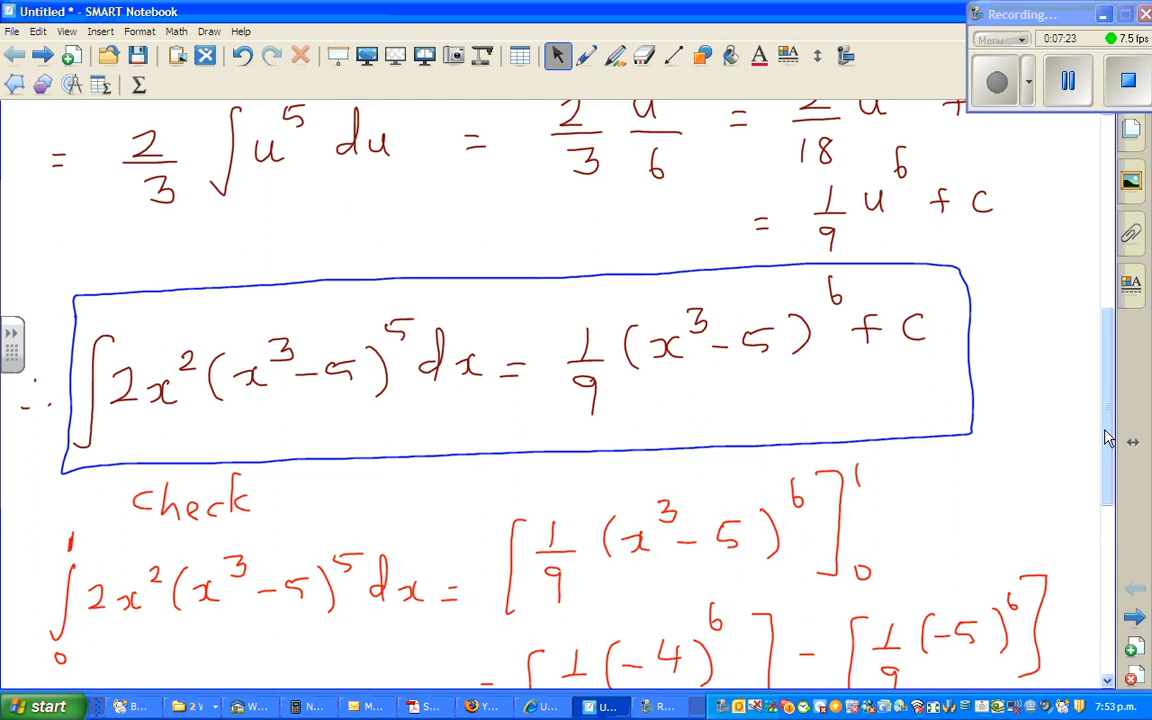 Untitled * - SMART Notebook
Recording...
File Edit View Insert Format Math Draw Help
Menu
0:07:23
7.5 fps
= 2/3 ∫ u^5 du = 2/3 u/6 = 2/18 u +
= 1/9 u^6 + C
∴ ∫ 2x^2 (x^3 - 5)^5 dx = 1/9 (x^3 - 5)^6 + C
check
∫_0^1 2x^2 (x^3 - 5)^5 dx = [1/9 (x^3 - 5)^6]_0^1
= [1 (-4)^6] - [1/9 (-5)^6]
start
B...
2 V
W...
N...
M...
S...
Y...
U...
U...
R...
7:53 p.m.